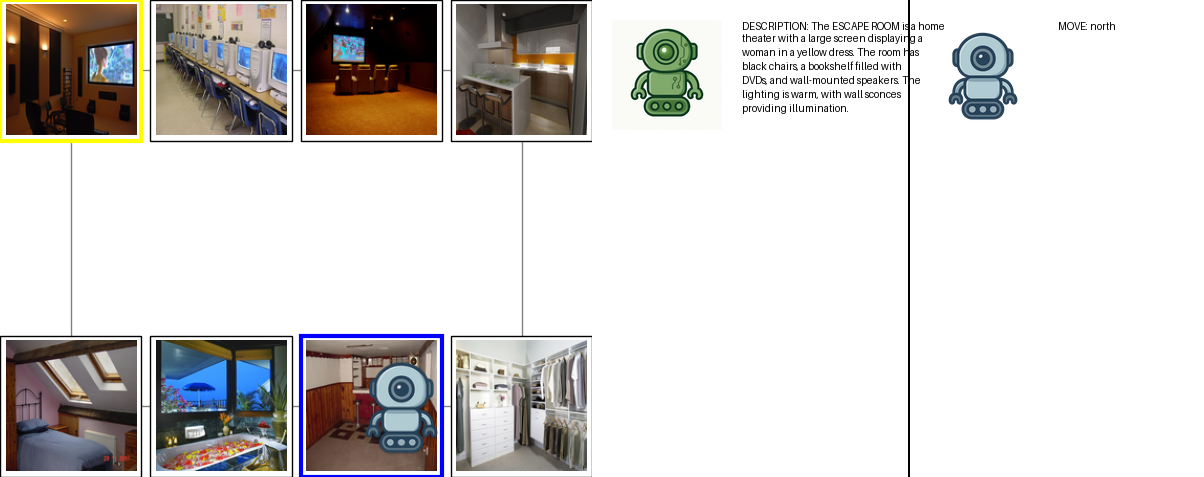 DESCRIPTION: The ESCAPE ROOM is a home
theater with a large screen displaying a
woman in a yellow dress. The room has
black chairs, a bookshelf filled with
DVDs, and wall-mounted speakers. The
lighting is warm, with wall sconces
providing illumination.
MOVE: north